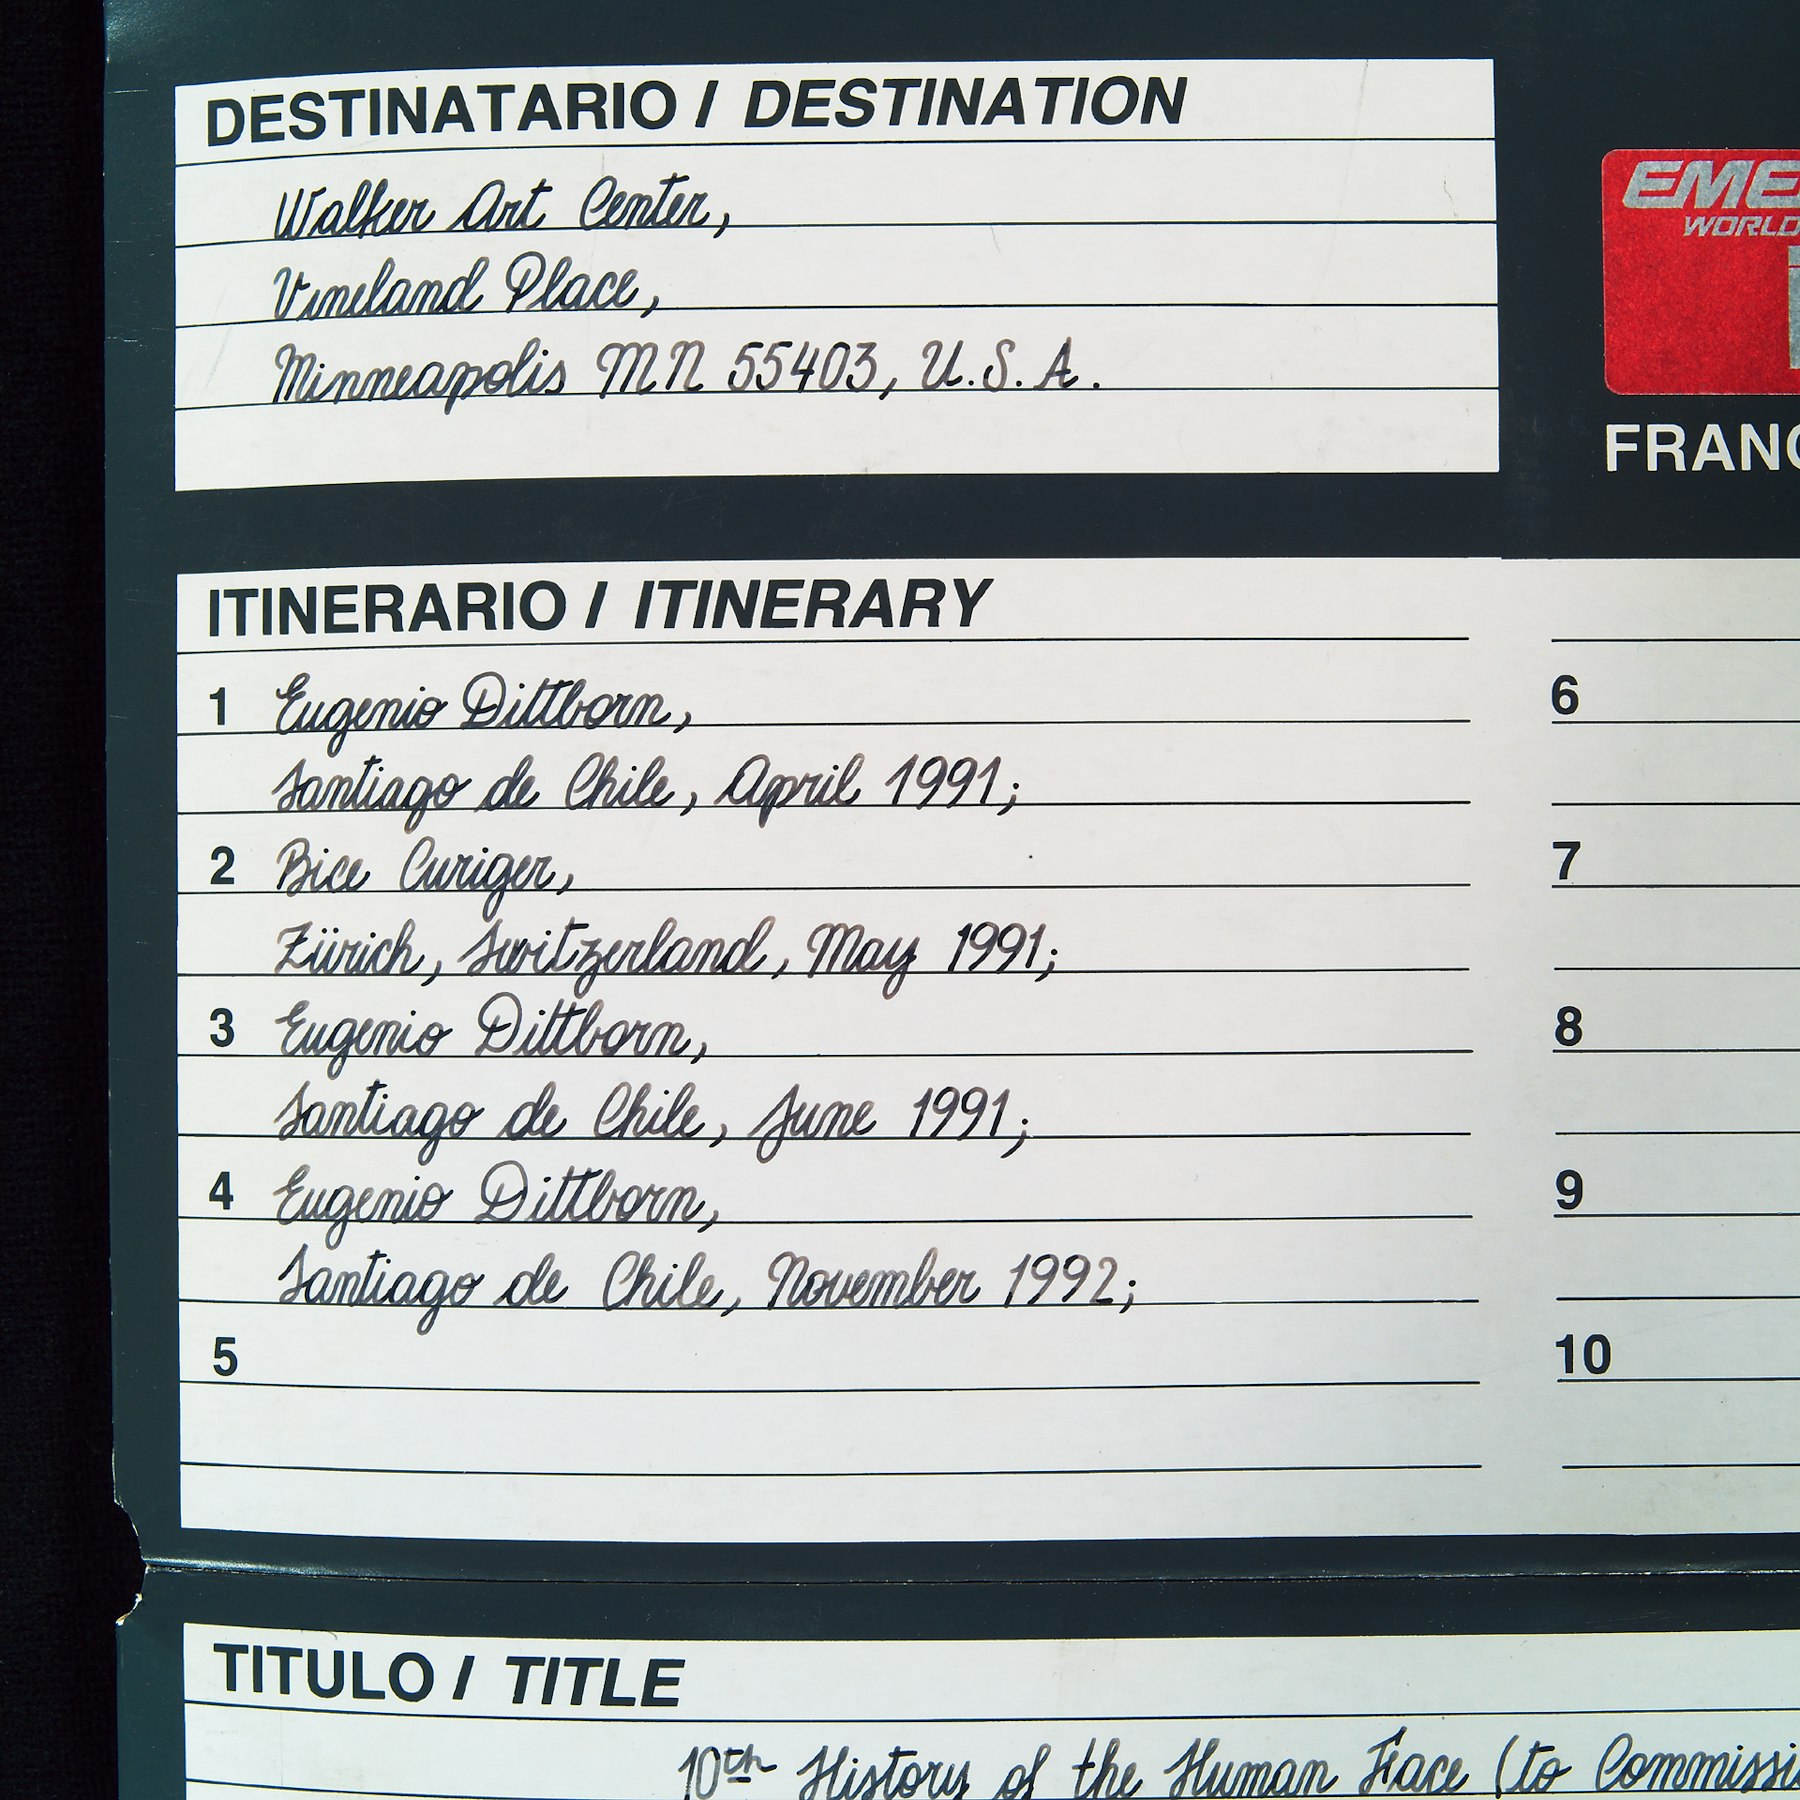 DESTINATARIO / DESTINATION
Walker Art Center,
Vineland Place,
Minneapolis MN 55403, U.S.A.
EME
WORLD
FRANC
ITINERARIO / ITINERARY
1 Eugenio Dittborn,
Santiago de Chile, April 1991;
2 Bice Curiger,
Zürich, Switzerland, May 1991;
3 Eugenio Dittborn,
Santiago de Chile, June 1991;
4 Eugenio Dittborn,
Santiago de Chile, November 1992;
5
6
7
8
9
10
TITULO / TITLE
10th History of the Human Face (to Commissi